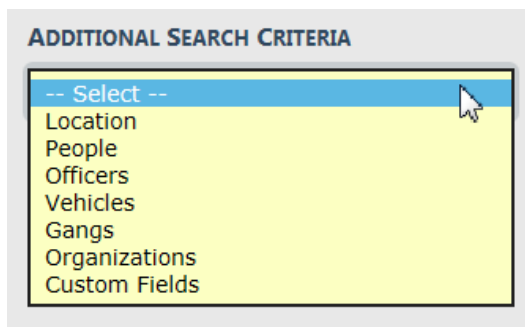 ADDITIONAL SEARCH CRITERIA
-- Select --
Location
People
Officers
Vehicles
Gangs
Organizations
Custom Fields